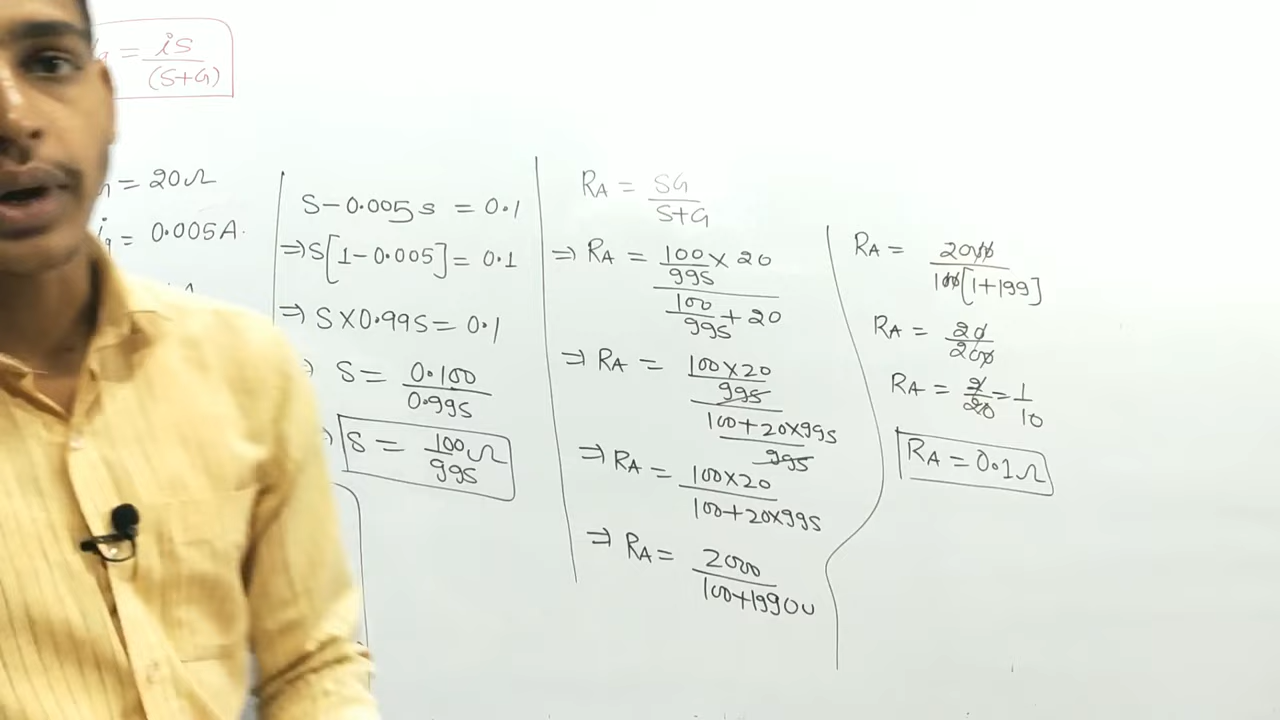 = iS/(S+G)
= 20Ω
= 0.005A.
S-0.005s = 0.1
⇒S[1-0.005] = 0.1
⇒ S×0.995 = 0.1
S = 0.100/0.995
S = 100/995 Ω
RA = SG/S+G
⇒ RA = 100/995 × 20 / 100/995 + 20
⇒ RA = 100×20/995 / 100+20×995/995
⇒ RA = 100×20/100+20×995
⇒ RA = 2000/100+19900
RA = 2000/100[1+199]
RA = 20/200
RA = 2/20 = 1/10
RA = 0.1Ω